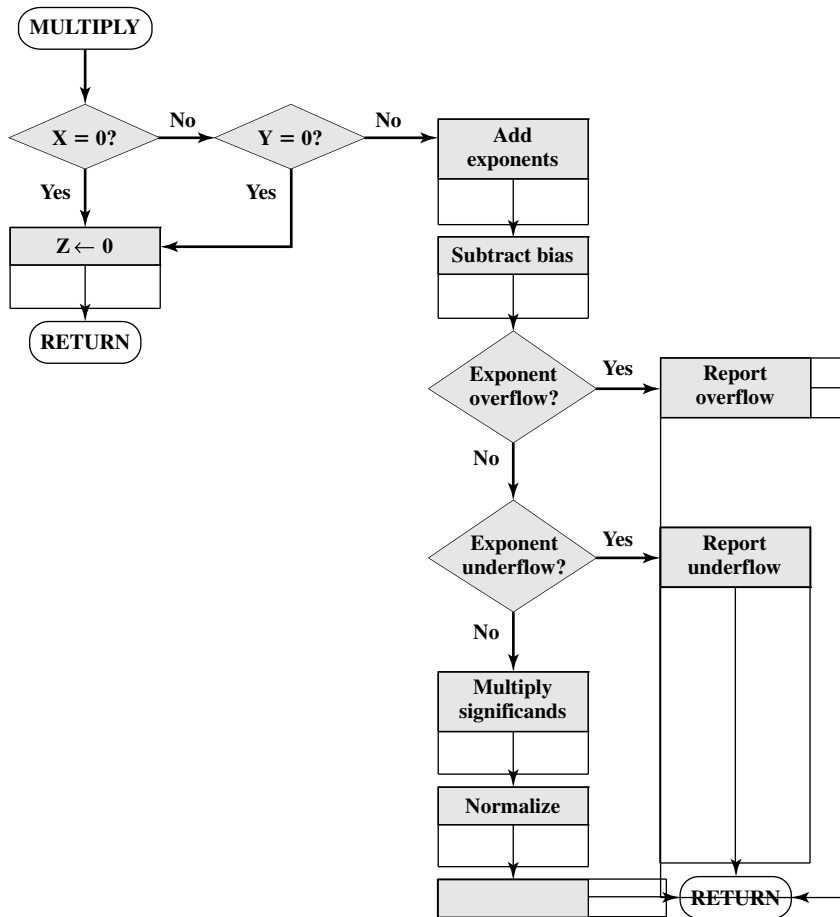 MULTIPLY
X = 0?
No
Y = 0?
No
Add
exponents
Yes
Yes
Z ← 0
Subtract bias
RETURN
Exponent
overflow?
Yes
Report
overflow
No
Exponent
underflow?
Yes
Report
underflow
No
Multiply
significands
Normalize
RETURN